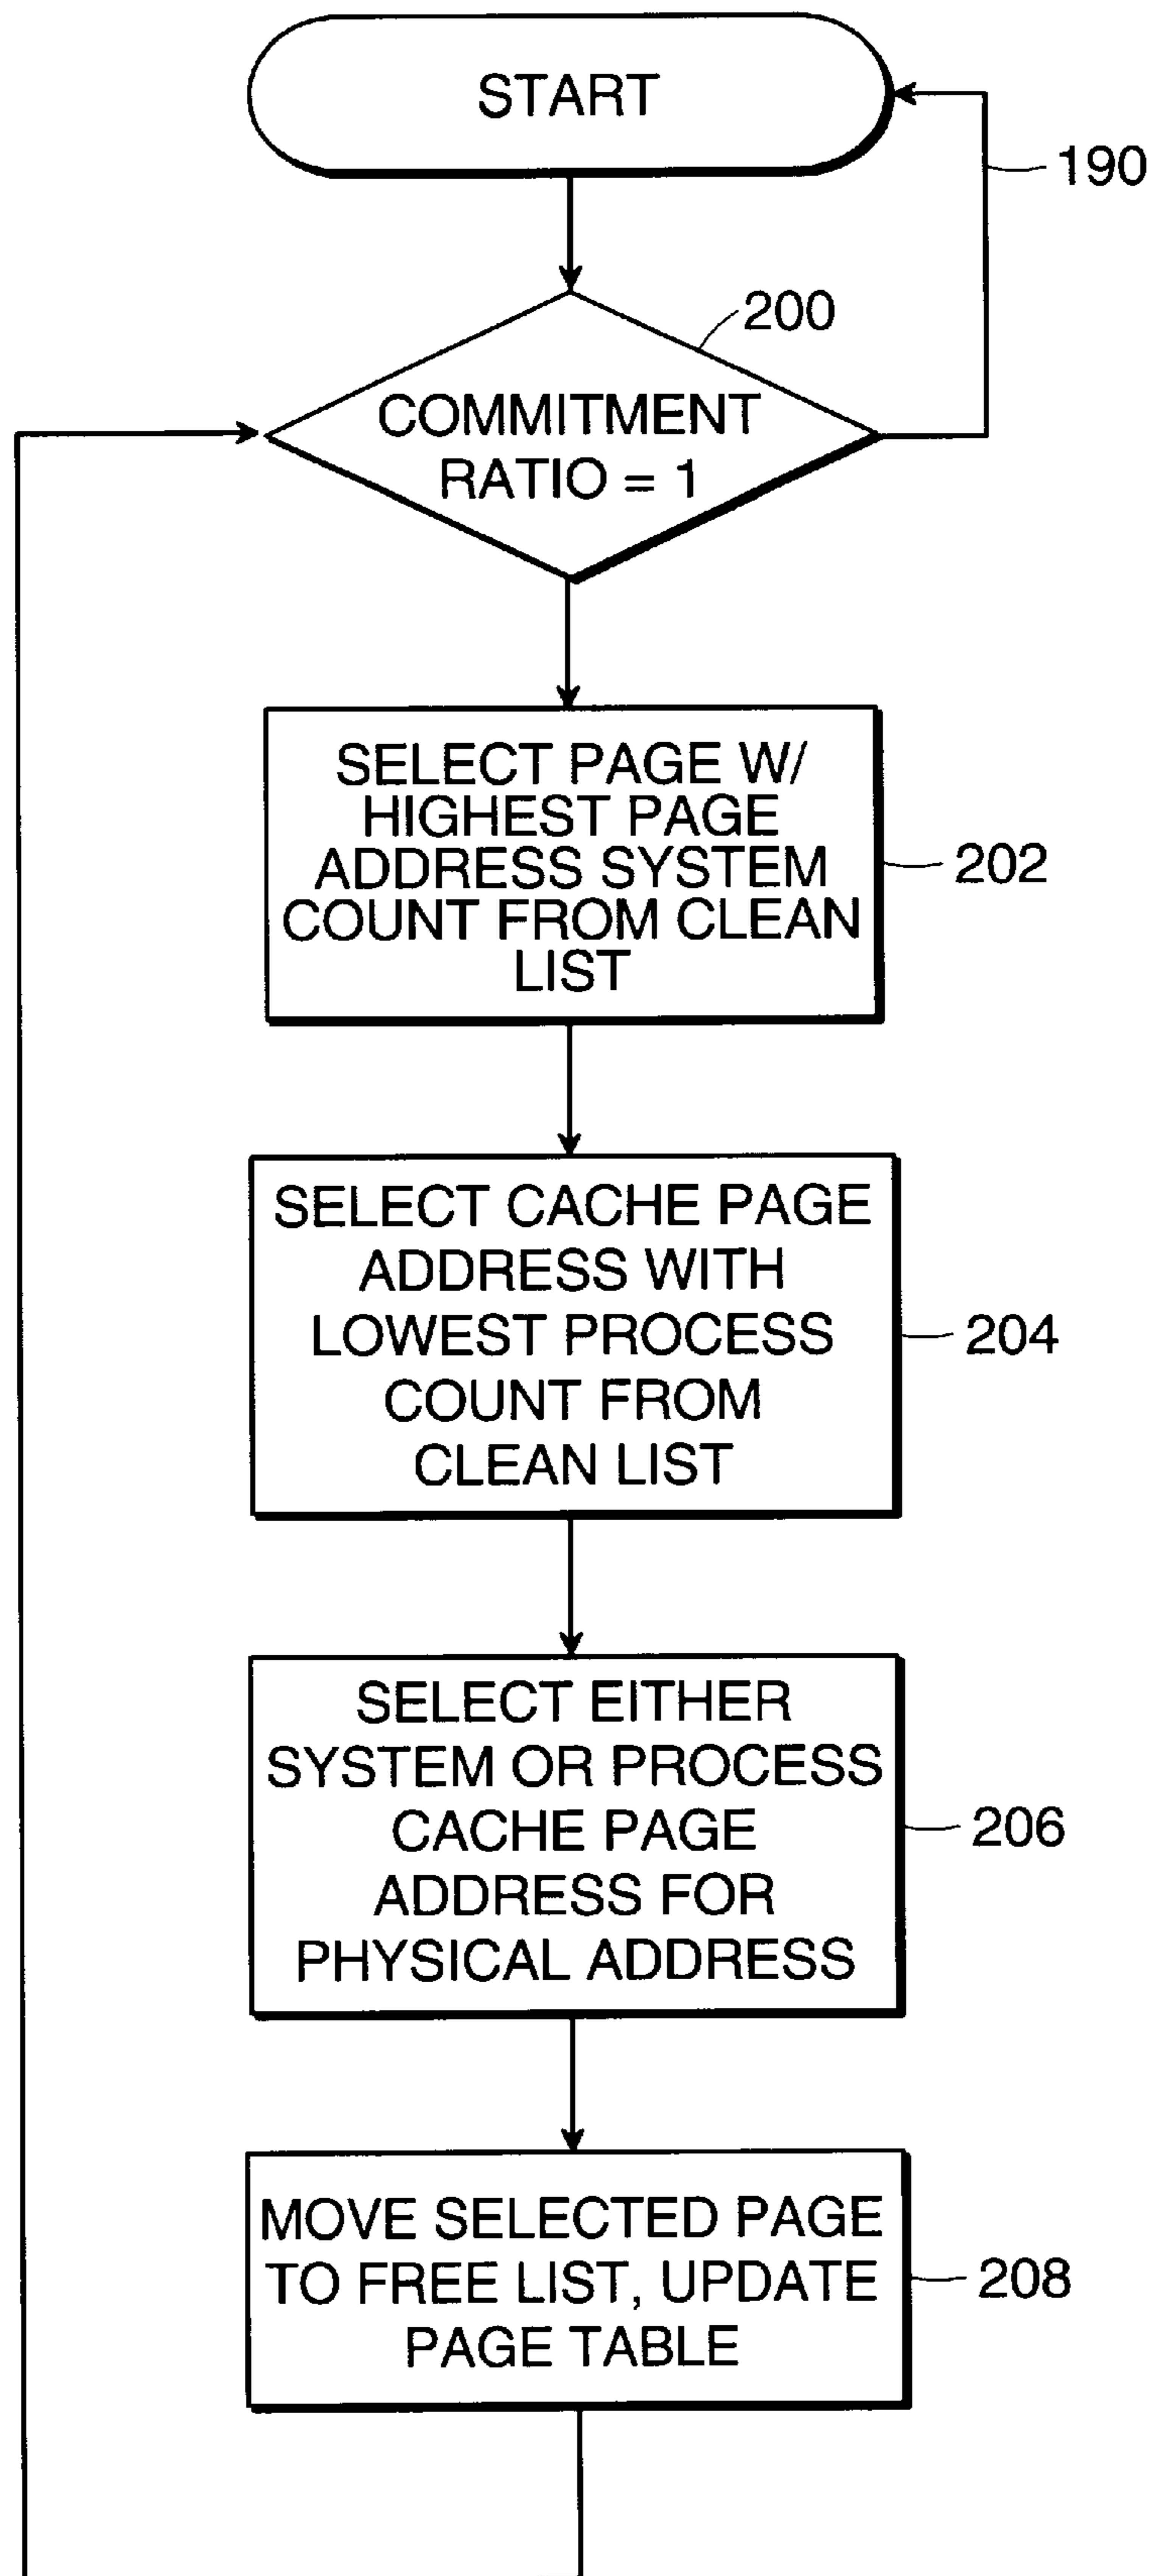 START
190
200
COMMITMENT
RATIO = 1
SELECT PAGE W/
HIGHEST PAGE
ADDRESS SYSTEM
COUNT FROM CLEAN
LIST
202
SELECT CACHE PAGE
ADDRESS WITH
LOWEST PROCESS
COUNT FROM
CLEAN LIST
204
SELECT EITHER
SYSTEM OR PROCESS
CACHE PAGE
ADDRESS FOR
PHYSICAL ADDRESS
206
MOVE SELECTED PAGE
TO FREE LIST, UPDATE
PAGE TABLE
208